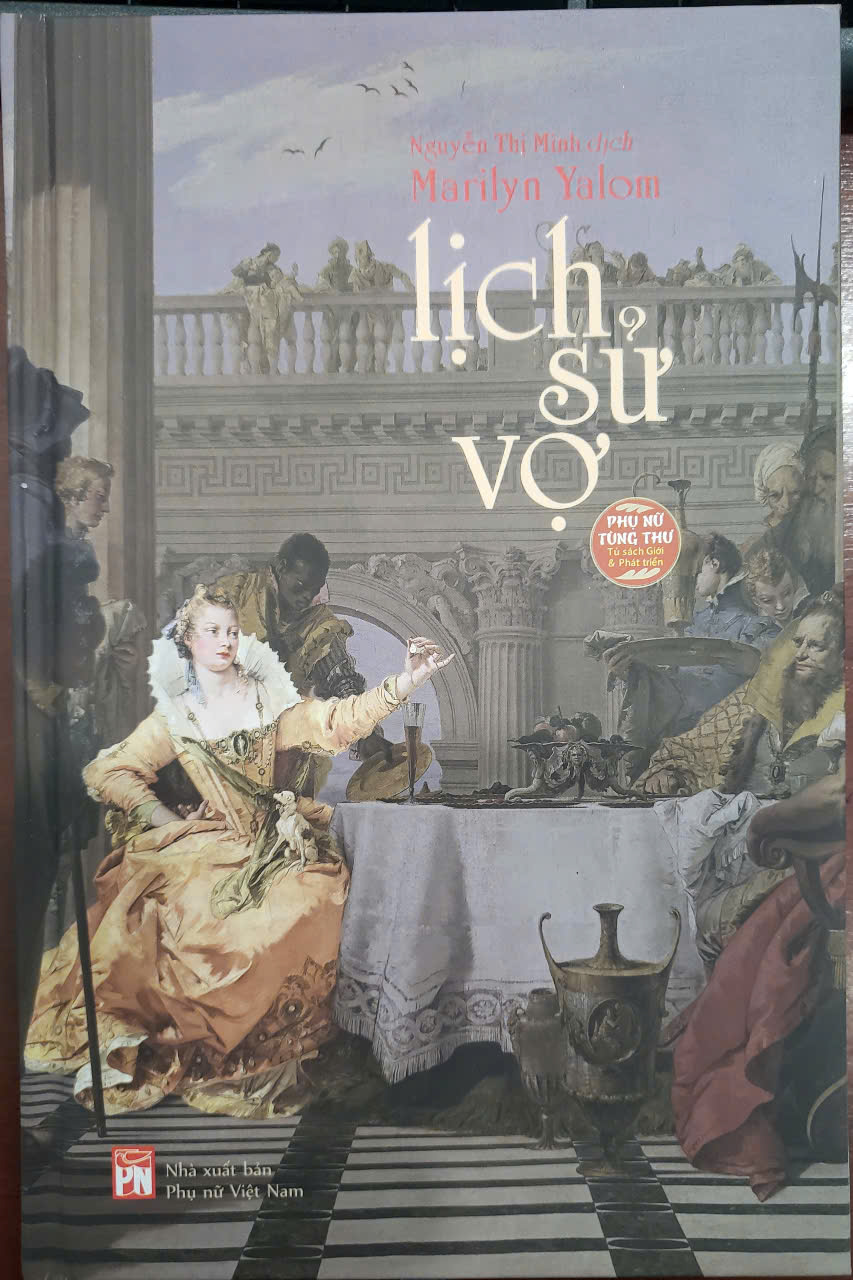 Nguyễn Thị Minh dịch
Marilyn Yalom
lịch
sử
vợ
PHỤ NỮ
TÙNG THƯ
Tủ sách Giới
& Phát triển
PN
Nhà xuất bản
Phụ nữ Việt Nam